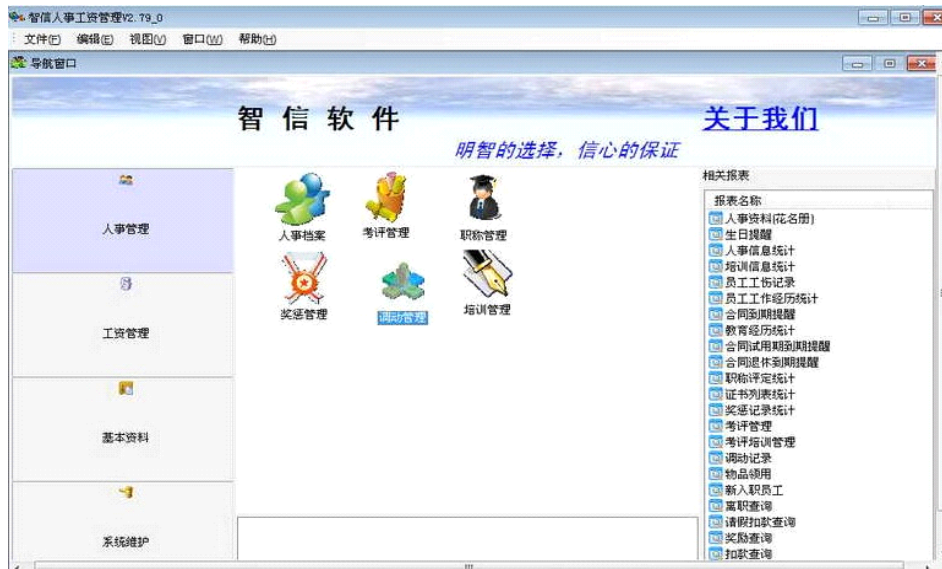 智信人事工资管理V2.79_0
文件(F) 编辑(E) 视图(V) 窗口(W) 帮助(H)
导航窗口
智信软件
关于我们
明智的选择，信心的保证
人事管理
工资管理
基本资料
系统维护
人事档案 考评管理 职称管理
奖惩管理 调动管理 培训管理
相关报表
报表名称
人事资料(花名册)
生日提醒
人事信息统计
培训信息统计
员工工伤记录
员工工作经历统计
合同到期提醒
教育经历统计
合同试用期到期提醒
合同退休到期提醒
职称评定统计
证书列表统计
奖惩记录统计
考评管理
考评培训管理
调动记录
物品领用
新入职员工
离职查询
请假扣款查询
奖励查询
扣款查询